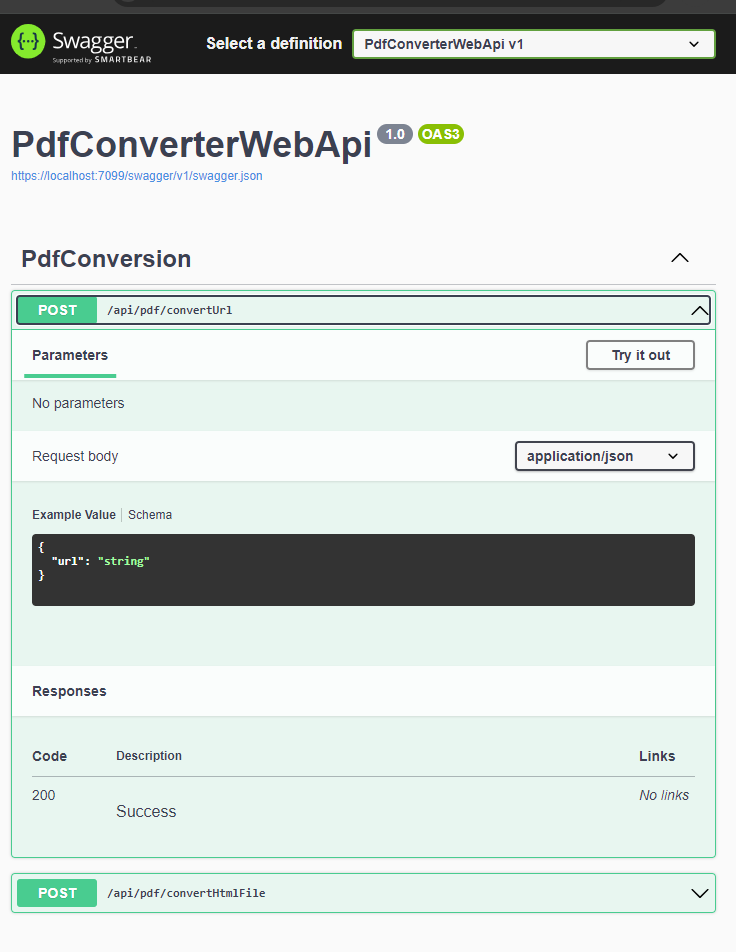 Swagger
Supported by SMARTBEAR
Select a definition
PdfConverterWebApi v1
PdfConverterWebApi 1.0 OAS3
https://localhost:7099/swagger/v1/swagger.json
PdfConversion
POST /api/pdf/convertUrl
Parameters
Try it out
No parameters
Request body
application/json
Example Value | Schema
{
"url": "string"
}
Responses
Code Description Links
200 Success No links
POST /api/pdf/convertHtmlFile